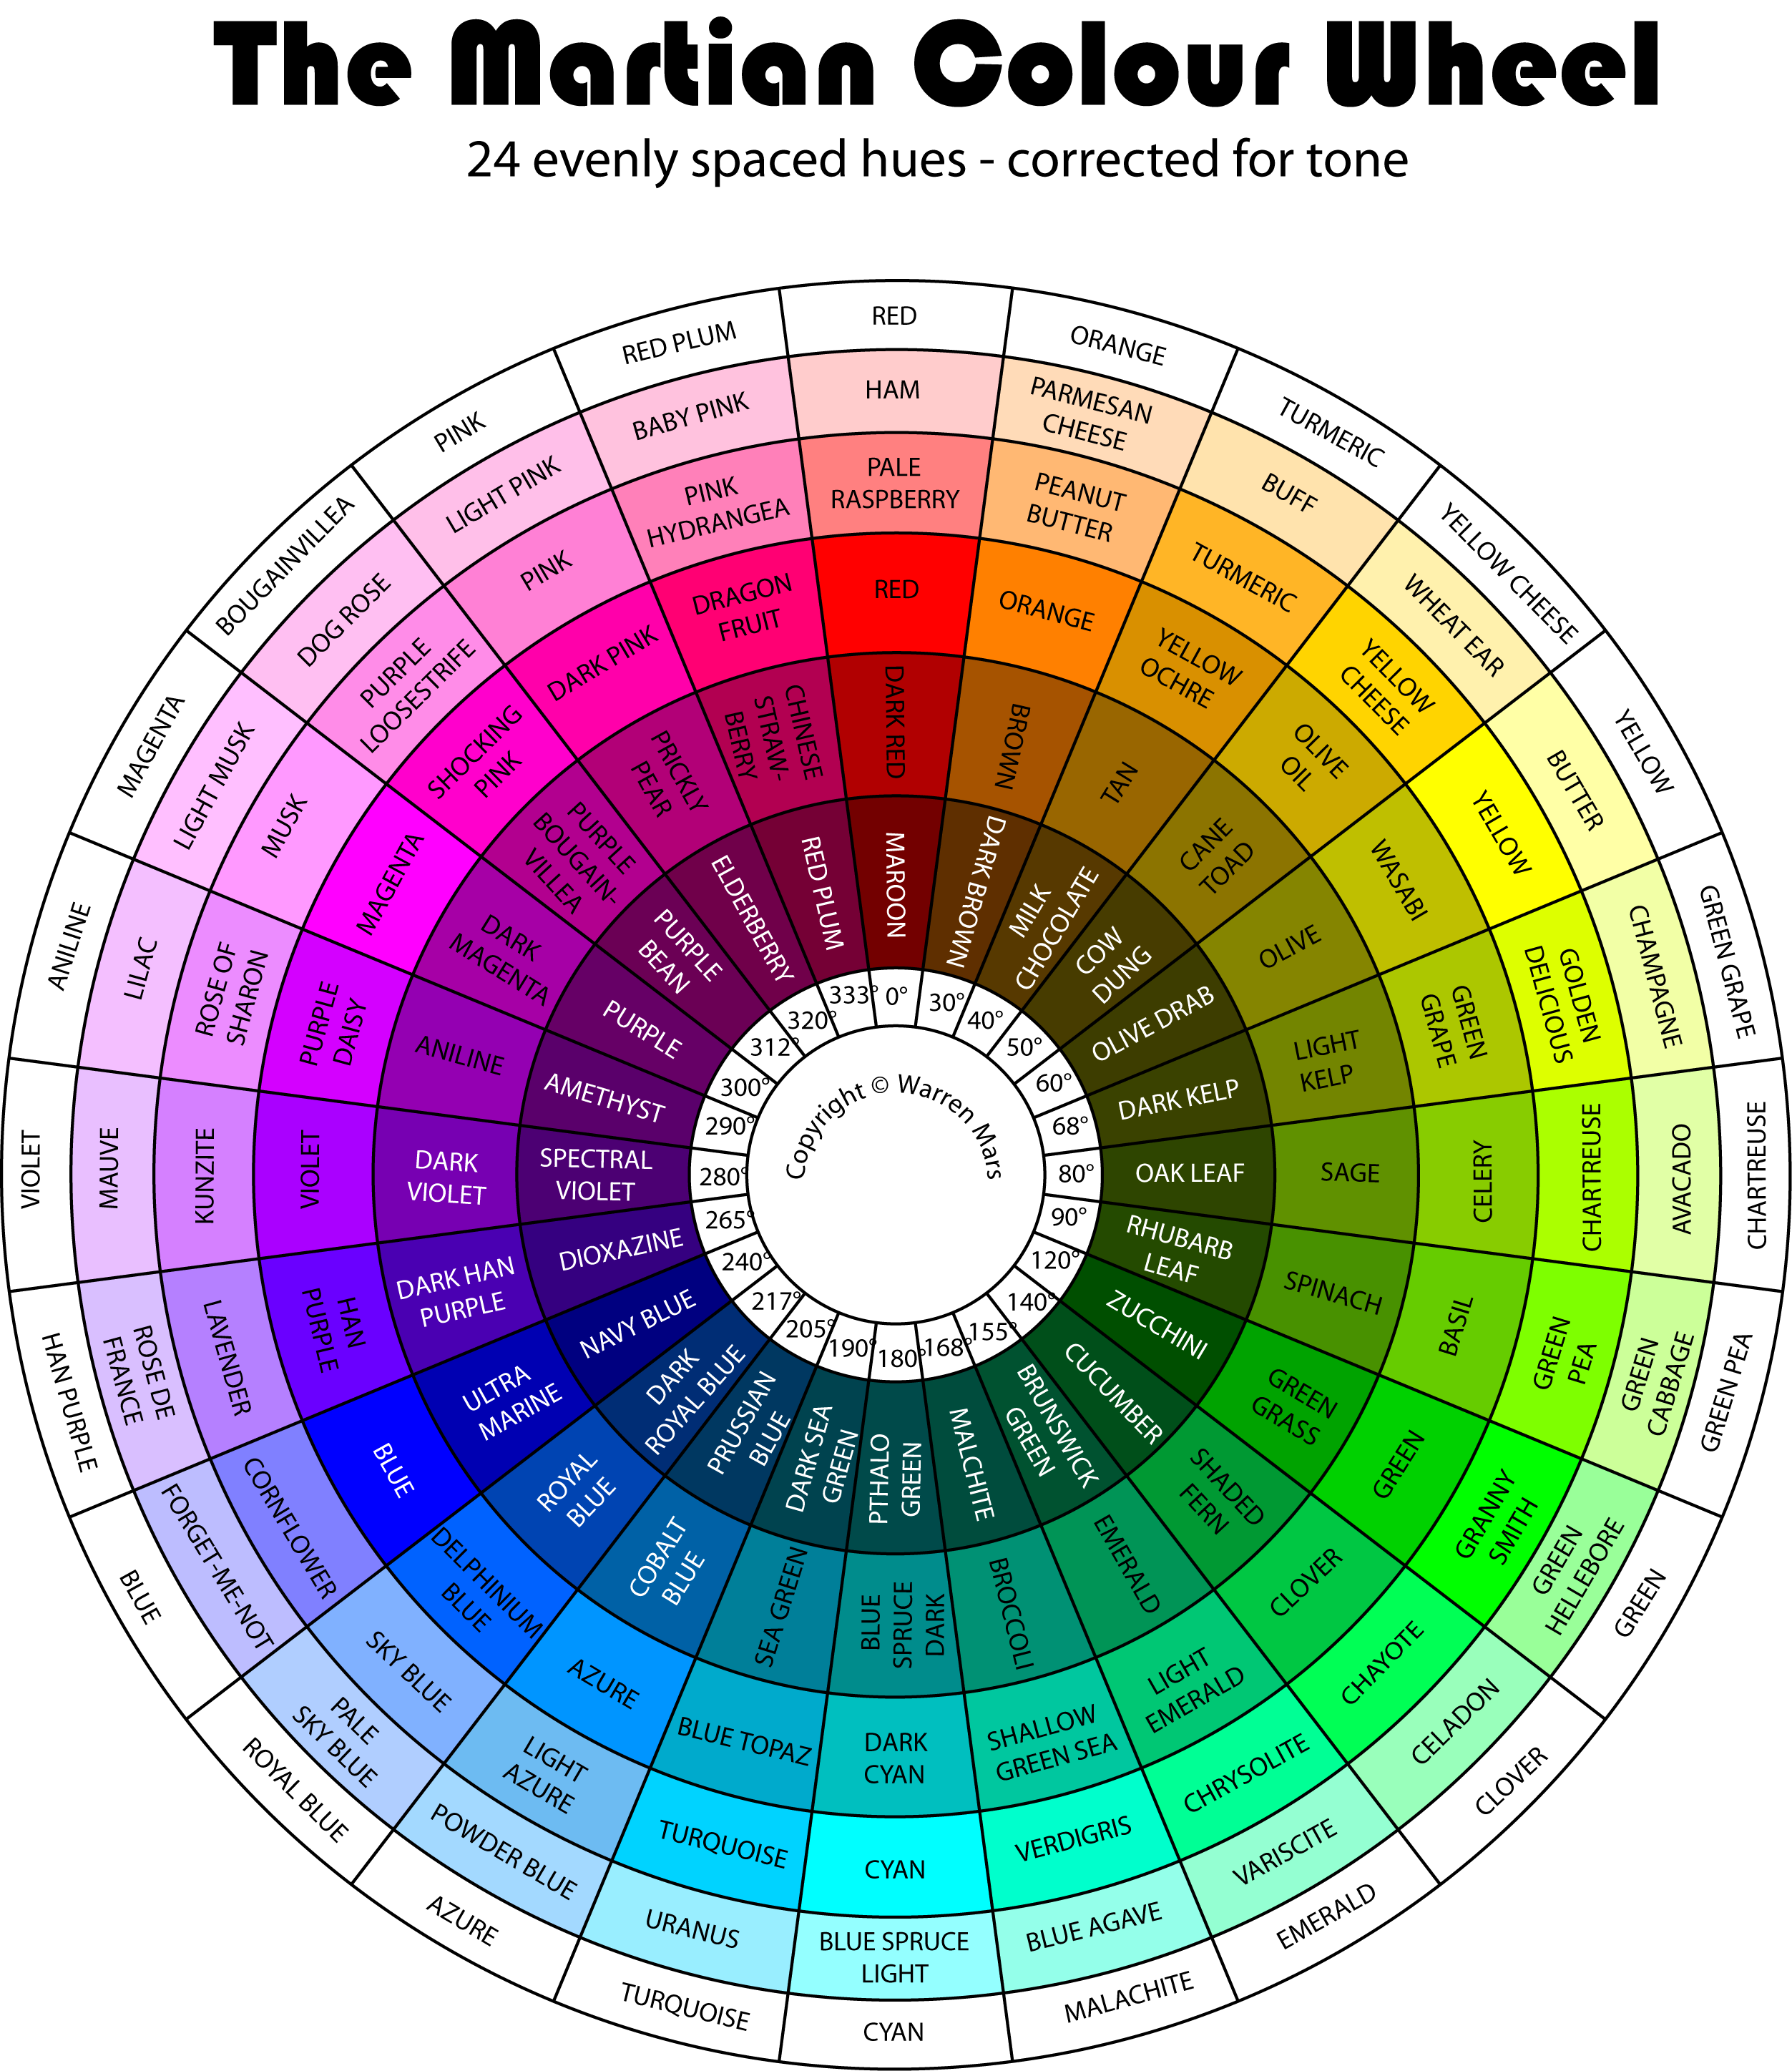 The Martian Colour Wheel
24 evenly spaced hues - corrected for tone
RED
HAM
PALE
RASPBERRY
RED
DARK RED
MAROON
0°
ORANGE
PARMESAN
CHEESE
PEANUT
BUTTER
ORANGE
BROWN
DARK BROWN
30°
TURMERIC
BUFF
TURMERIC
YELLOW
OCHRE
TAN
MILK
CHOCOLATE
40°
YELLOW CHEESE
WHEAT EAR
YELLOW
CHEESE
OLIVE
OIL
CANE
TOAD
COW
DUNG
50°
YELLOW
BUTTER
YELLOW
WASABI
OLIVE
OLIVE DRAB
60°
GREEN GRAPE
CHAMPAGNE
GOLDEN
DELICIOUS
GREEN
GRAPE
LIGHT
KELP
DARK KELP
68°
CHARTREUSE
AVACADO
CHARTREUSE
CELERY
SAGE
OAK LEAF
80°
GREEN PEA
GREEN
CABBAGE
GREEN
PEA
BASIL
SPINACH
RHUBARB
LEAF
90°
GREEN
GREEN
HELLEBORE
GRANNY
SMITH
GREEN
GREEN
GRASS
ZUCCHINI
120°
CLOVER
CELADON
CHAYOTE
CLOVER
SHADED
FERN
CUCUMBER
140°
EMERALD
VARISCITE
CHRYSOLITE
LIGHT
EMERALD
EMERALD
BRUNSWICK
GREEN
155°
MALACHITE
BLUE AGAVE
VERDIGRIS
SHALLOW
GREEN SEA
BROCCOLI
MALCHITE
168°
CYAN
BLUE SPRUCE
LIGHT
CYAN
DARK
CYAN
BLUE
SPRUCE
DARK
PTHALO
GREEN
180°
TURQUOISE
URANUS
TURQUOISE
BLUE TOPAZ
SEA GREEN
DARK SEA
GREEN
190°
AZURE
POWDER BLUE
LIGHT
AZURE
AZURE
COBALT
BLUE
PRUSSIAN
BLUE
205°
ROYAL BLUE
PALE
SKY BLUE
SKY BLUE
DELPHINIUM
BLUE
ROYAL
BLUE
DARK
ROYAL BLUE
217°
BLUE
FORGET-ME-NOT
CORNFLOWER
BLUE
ULTRA
MARINE
NAVY BLUE
240°
HAN PURPLE
ROSE DE
FRANCE
LAVENDER
HAN
PURPLE
DARK HAN
PURPLE
DIOXAZINE
265°
VIOLET
MAUVE
KUNZITE
VIOLET
DARK
VIOLET
SPECTRAL
VIOLET
280°
ANILINE
LILAC
ROSE OF
SHARON
PURPLE
DAISY
ANILINE
AMETHYST
290°
MAGENTA
LIGHT MUSK
MUSK
MAGENTA
DARK
MAGENTA
PURPLE
300°
BOUGAINVILLEA
DOG ROSE
PURPLE
LOOSESTRIFE
SHOCKING
PINK
PURPLE
BOUGAIN-
VILLEA
PURPLE
BEAN
312°
PINK
LIGHT PINK
PINK
DARK PINK
PRICKLY
PEAR
ELDERBERRY
320°
RED PLUM
BABY PINK
PINK
HYDRANGEA
DRAGON
FRUIT
CHINESE
STRAW-
BERRY
RED PLUM
333°
Copyright © Warren Mars